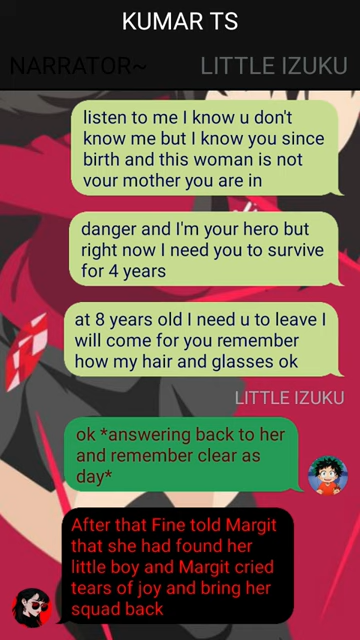 KUMAR TS
NARRATOR~ LITTLE IZUKU
listen to me I know u don't
know me but I know you since
birth and this woman is not
your mother you are in
danger and I'm your hero but
right now I need you to survive
for 4 years
at 8 years old I need u to leave I
will come for you remember
how my hair and glasses ok
LITTLE IZUKU
ok *answering back to her
and remember clear as
day*
After that Fine told Margit
that she had found her
little boy and Margit cried
tears of joy and bring her
squad back